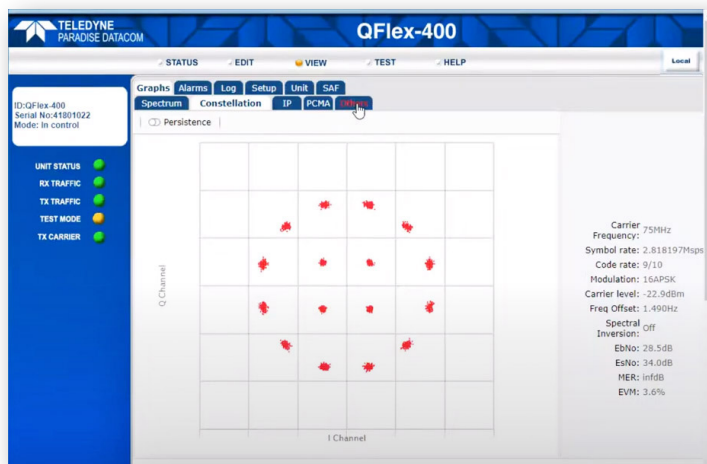 TELEDYNE
PARADISE DATACOM
QFlex-400
STATUS EDIT VIEW TEST HELP
Local
Graphs Alarms Log Setup Unit SAF
Spectrum Constellation IP PCMA
ID:QFlex-400
Serial No:41801022
Mode: In control
Persistence
UNIT STATUS
RX TRAFFIC
TX TRAFFIC
TEST MODE
TX CARRIER
Q Channel
I Channel
Carrier Frequency: 75MHz
Symbol rate: 2.818197Msps
Code rate: 9/10
Modulation: 16APSK
Carrier level: -22.9dBm
Freq Offset: 1.490Hz
Spectral Inversion: Off
EbNo: 28.5dB
EsNo: 34.0dB
MER: infdB
EVM: 3.6%